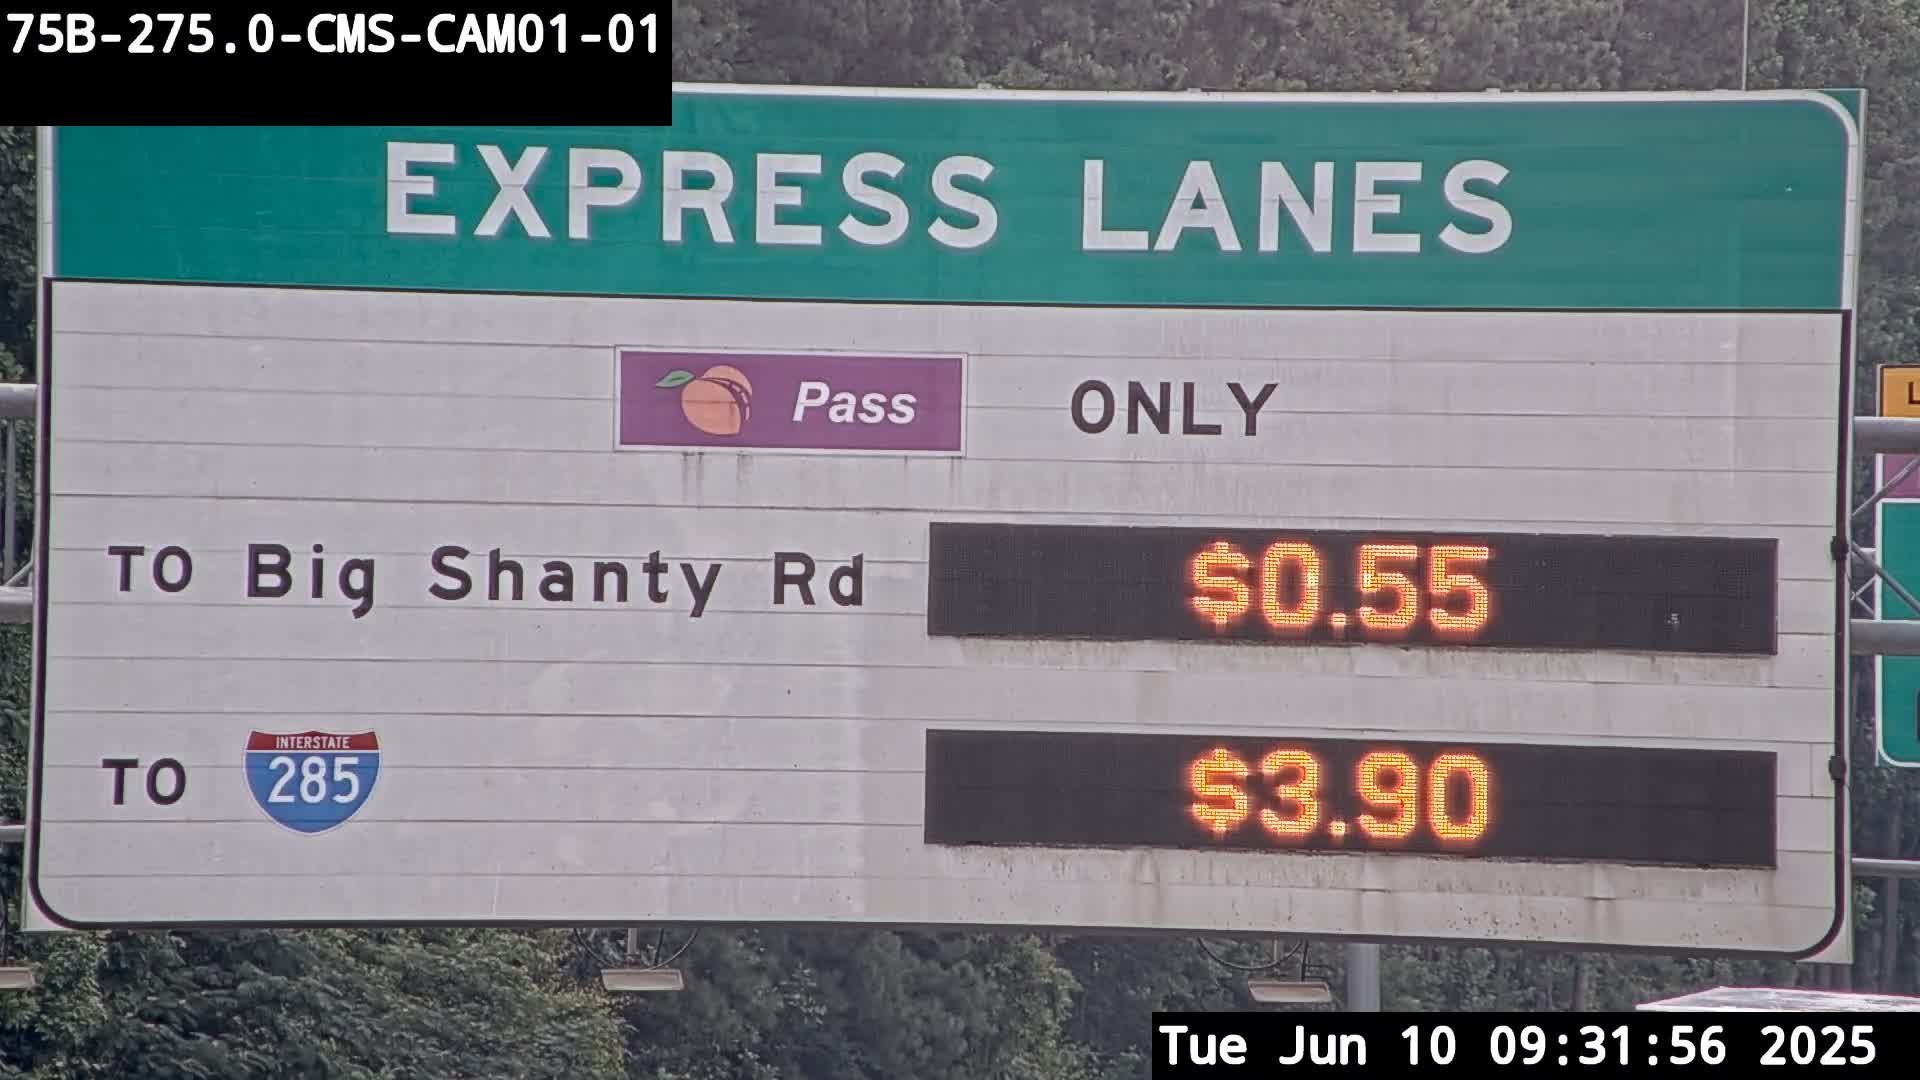 75B-275.0-CMS-CAM01-01
EXPRESS LANES
Pass ONLY
TO Big Shanty Rd $0.55
TO INTERSTATE 285 $3.90
Tue Jun 10 09:31:56 2025